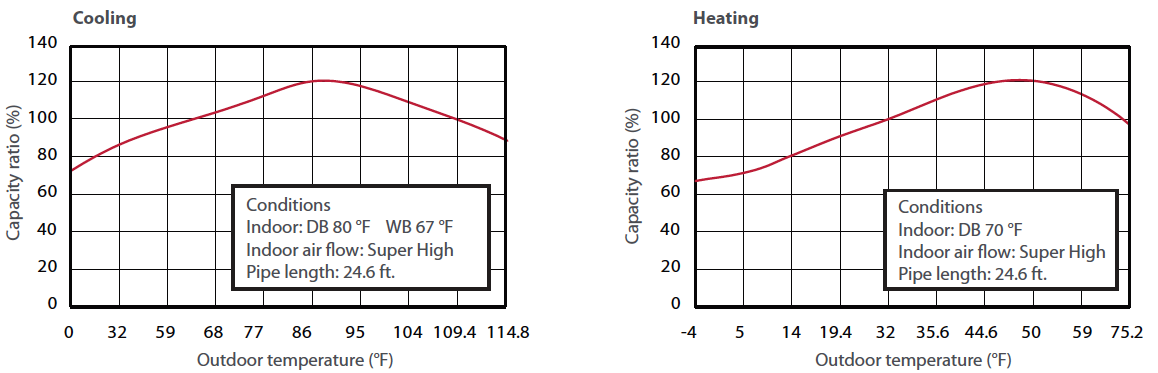 Cooling
Capacity ratio (%)
140
120
100
80
60
40
20
0
Conditions
Indoor: DB 80 °F WB 67 °F
Indoor air flow: Super High
Pipe length: 24.6 ft.
0 32 59 68 77 86 95 104 109.4 114.8
Outdoor temperature (°F)
Heating
Capacity ratio (%)
140
120
100
80
60
40
20
0
Conditions
Indoor: DB 70 °F
Indoor air flow: Super High
Pipe length: 24.6 ft.
-4 5 14 19.4 32 35.6 44.6 50 59 75.2
Outdoor temperature (°F)